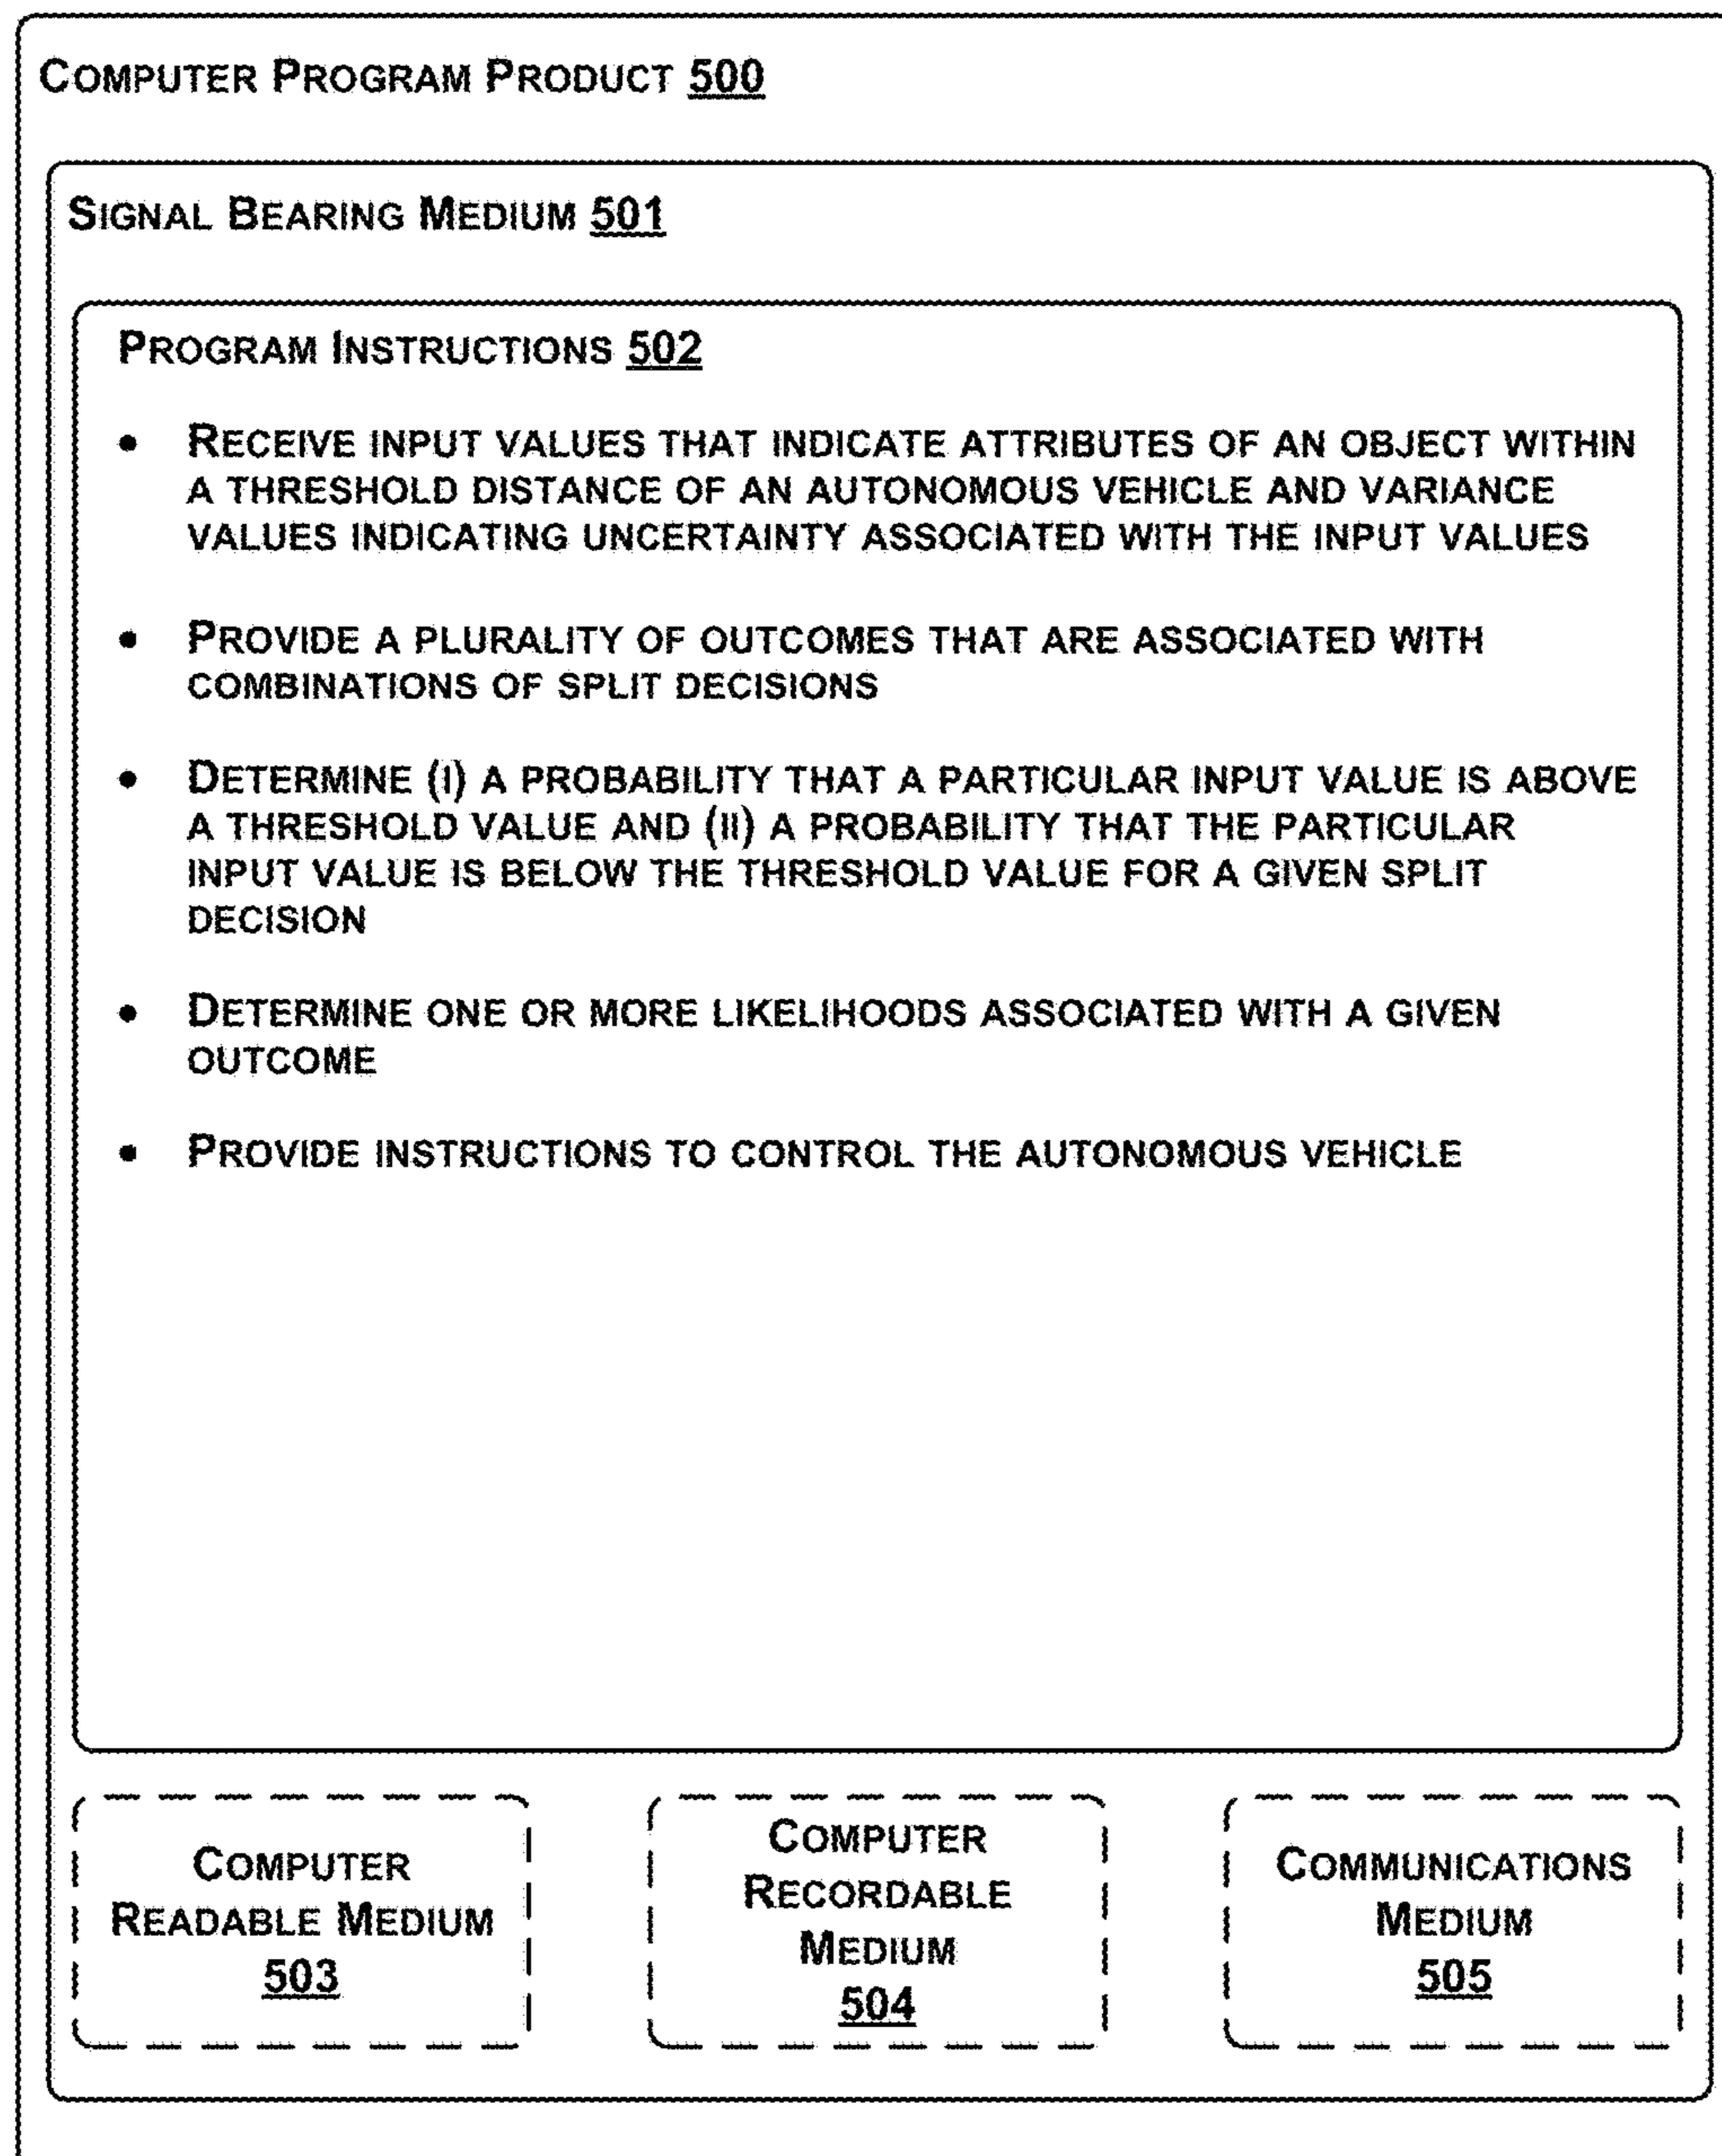 COMPUTER PROGRAM PRODUCT 500
SIGNAL BEARING MEDIUM 501
PROGRAM INSTRUCTIONS 502
• RECEIVE INPUT VALUES THAT INDICATE ATTRIBUTES OF AN OBJECT WITHIN
A THRESHOLD DISTANCE OF AN AUTONOMOUS VEHICLE AND VARIANCE
VALUES INDICATING UNCERTAINTY ASSOCIATED WITH THE INPUT VALUES
• PROVIDE A PLURALITY OF OUTCOMES THAT ARE ASSOCIATED WITH
COMBINATIONS OF SPLIT DECISIONS
• DETERMINE (I) A PROBABILITY THAT A PARTICULAR INPUT VALUE IS ABOVE
A THRESHOLD VALUE AND (II) A PROBABILITY THAT THE PARTICULAR
INPUT VALUE IS BELOW THE THRESHOLD VALUE FOR A GIVEN SPLIT
DECISION
• DETERMINE ONE OR MORE LIKELIHOODS ASSOCIATED WITH A GIVEN
OUTCOME
• PROVIDE INSTRUCTIONS TO CONTROL THE AUTONOMOUS VEHICLE
COMPUTER
READABLE MEDIUM
503
COMPUTER
RECORDABLE
MEDIUM
504
COMMUNICATIONS
MEDIUM
505